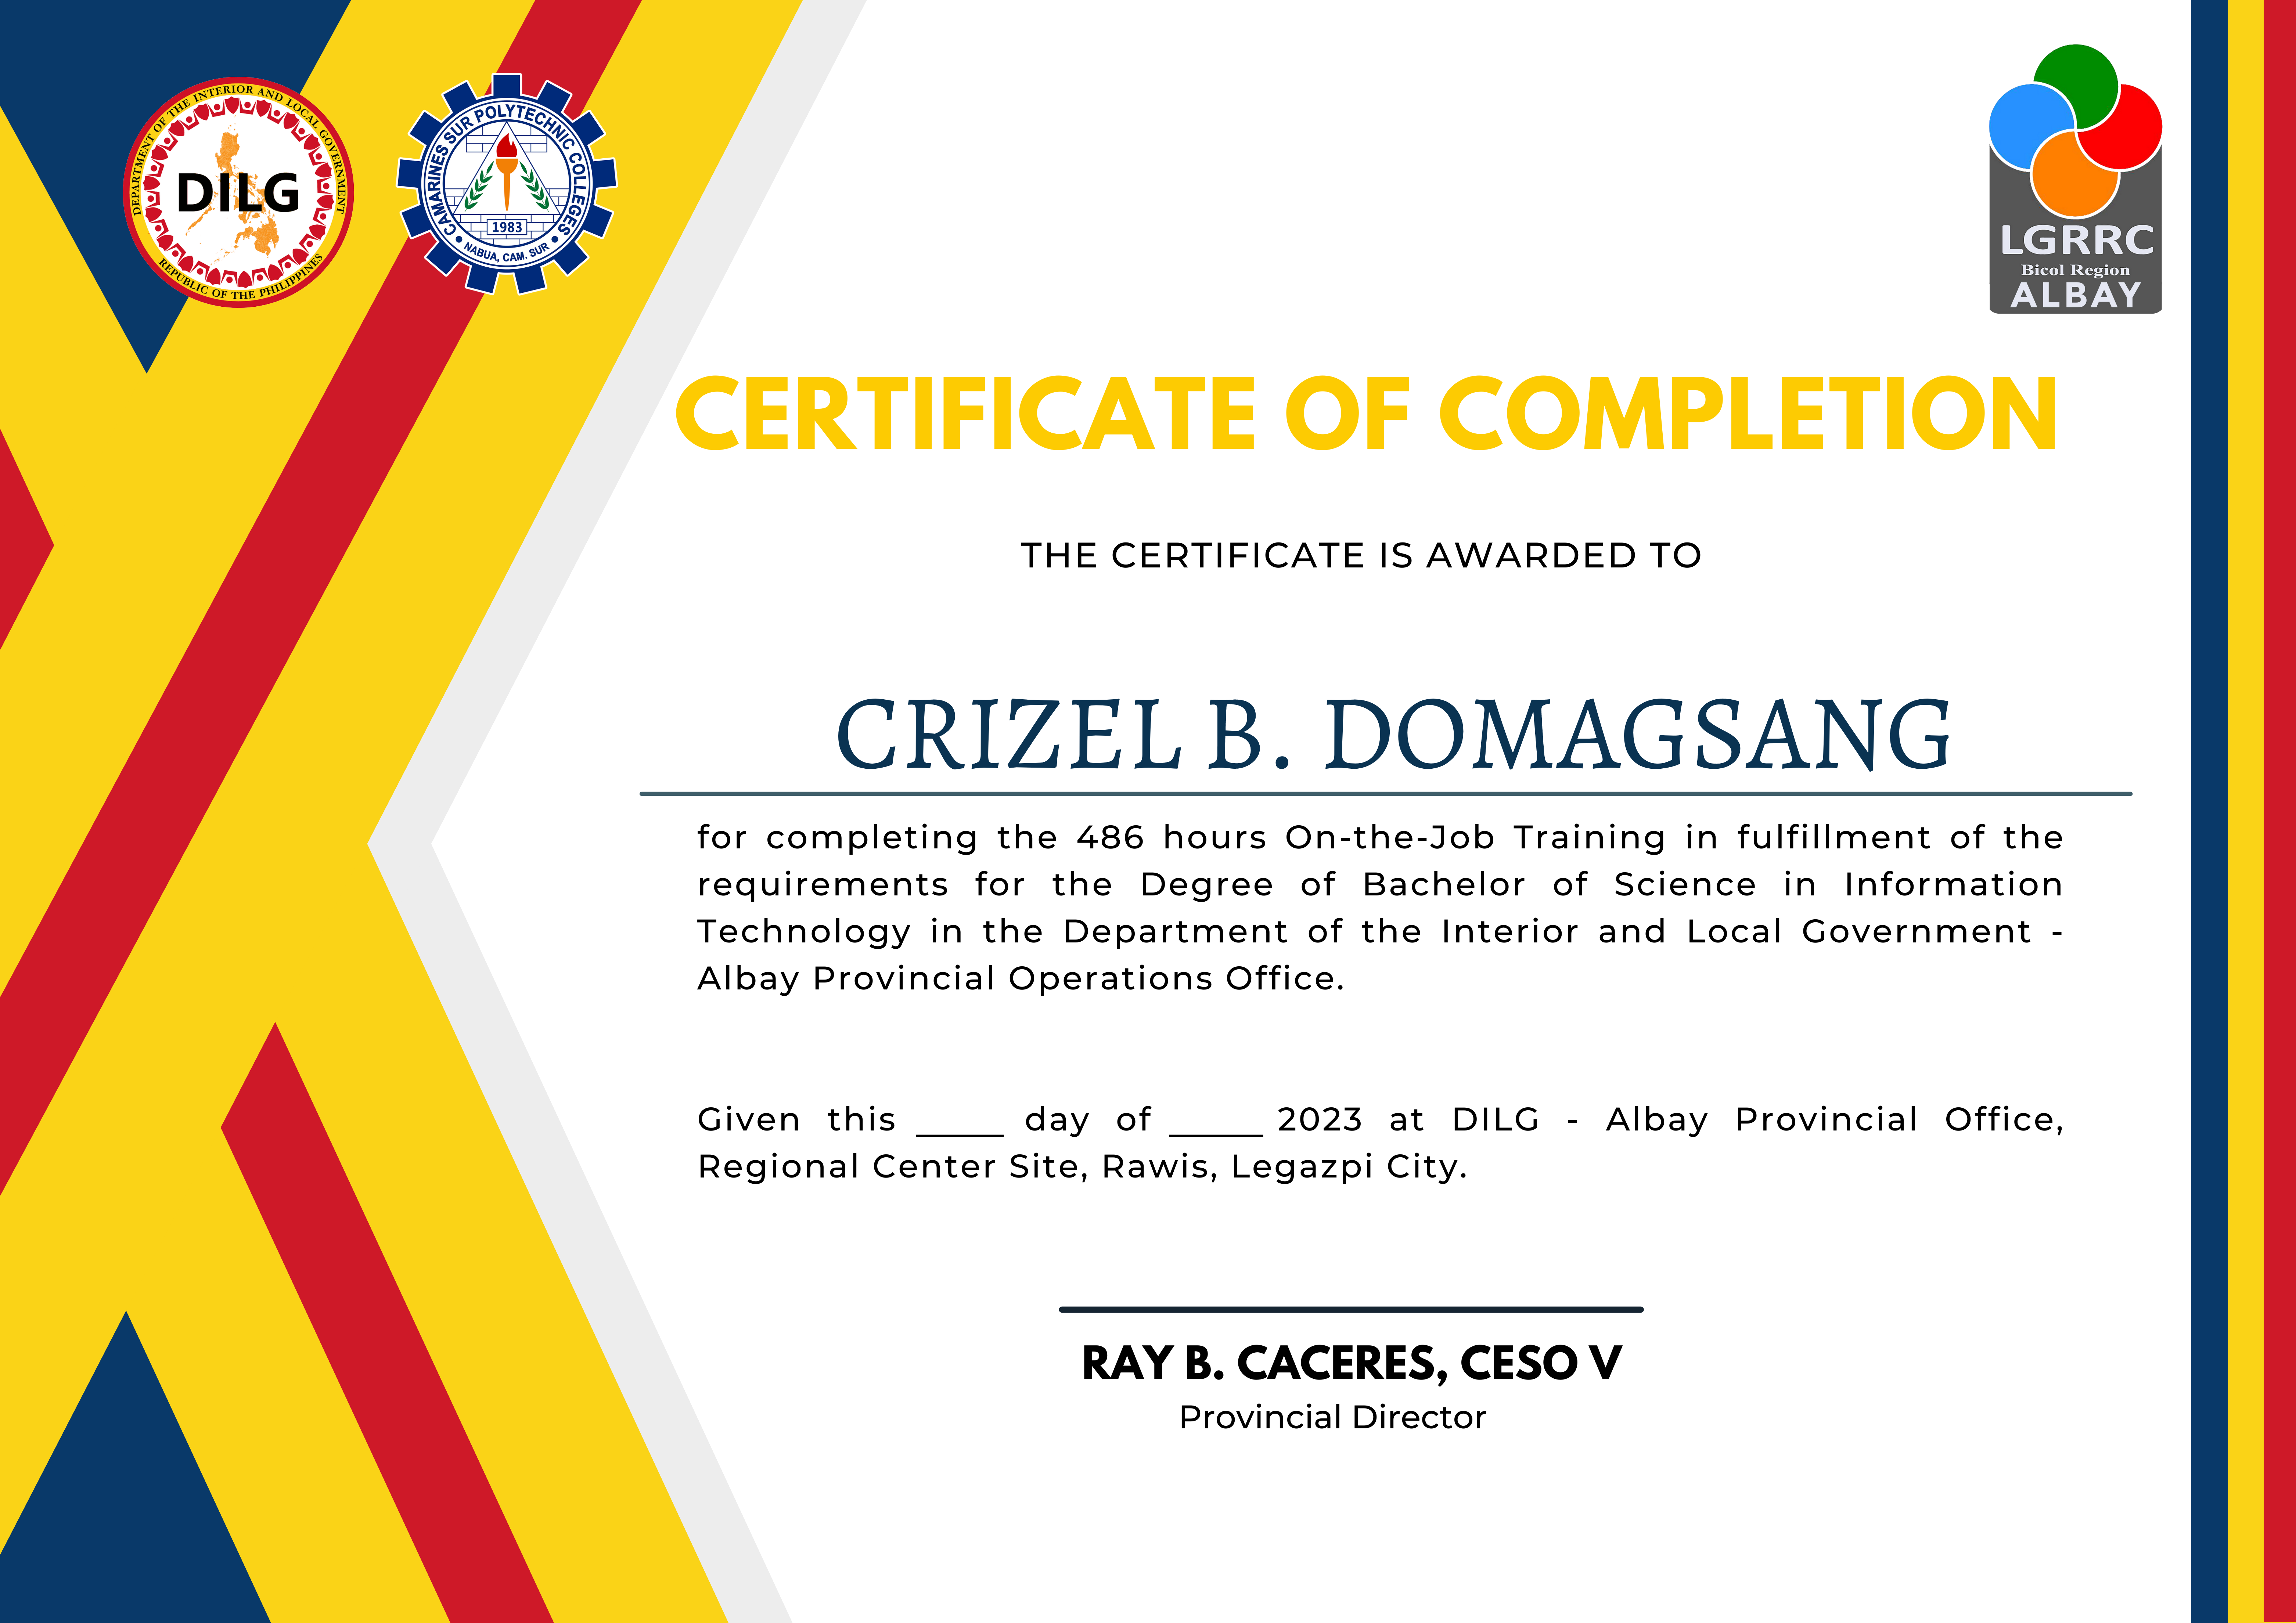 DEPARTMENT OF THE INTERIOR AND LOCAL GOVERNMENT
DILG
REPUBLIC OF THE PHILIPPINES
CAMARINES SUR POLYTECHNIC COLLEGES
1983
NABUA, CAM. SUR
LGRRC
Bicol Region
ALBAY
CERTIFICATE OF COMPLETION
THE CERTIFICATE IS AWARDED TO
CRIZEL B. DOMAGSANG
for completing the 486 hours On-the-Job Training in fulfillment of the
requirements for the Degree of Bachelor of Science in Information
Technology in the Department of the Interior and Local Government -
Albay Provincial Operations Office.
Given this _____ day of _____ 2023 at DILG - Albay Provincial Office,
Regional Center Site, Rawis, Legazpi City.
RAY B. CACERES, CESO V
Provincial Director